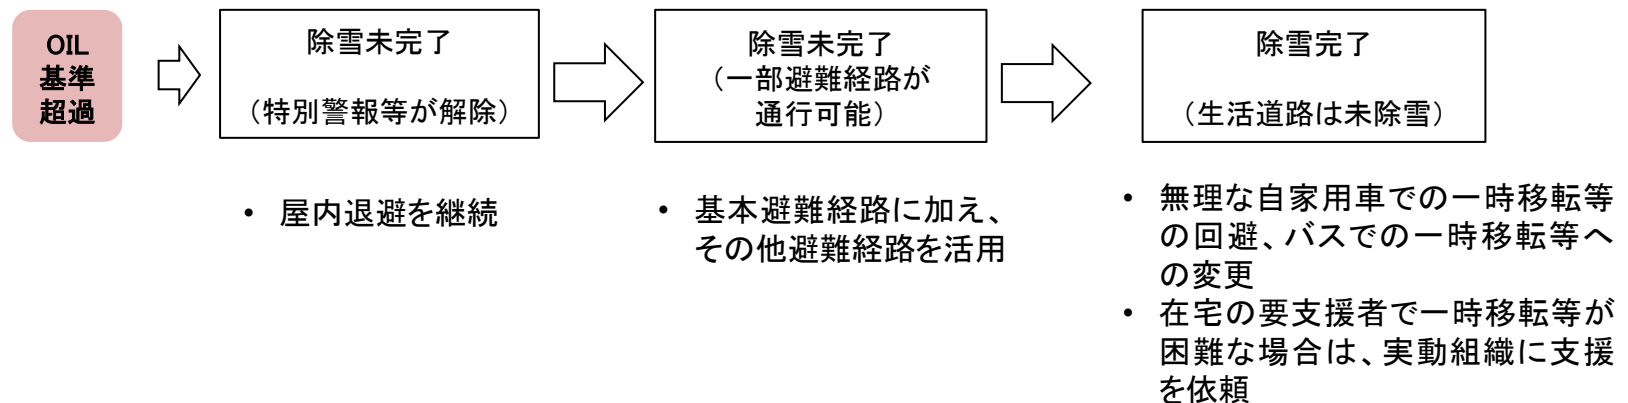 OIL
基準
超過
除雪未完了
（特別警報等が解除）
除雪未完了
（一部避難経路が
通行可能）
除雪完了
（生活道路は未除雪）
• 屋内退避を継続
• 基本避難経路に加え、
その他避難経路を活用
• 無理な自家用車での一時移転等
の回避、バスでの一時移転等へ
の変更
• 在宅の要支援者で一時移転等が
困難な場合は、実動組織に支援
を依頼